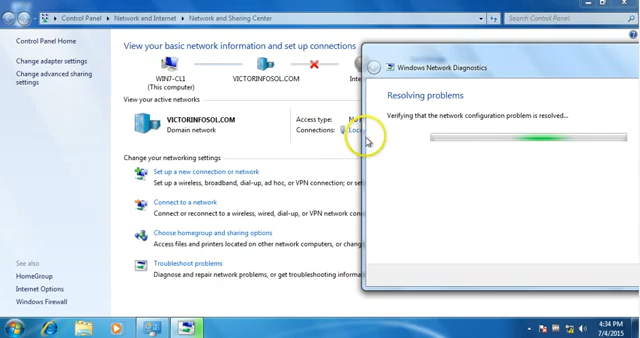 Control Panel ▸ Network and Internet ▸ Network and Sharing Center
Search Control Panel
Control Panel Home
Change adapter settings
Change advanced sharing
settings
View your basic network information and set up connections
WIN7-CL1
(This computer)
VICTORINFOSOL.COM
View your active networks
VICTORINFOSOL.COM
Domain network
Access type:
Connections:
Change your networking settings
Set up a new connection or network
Set up a wireless, broadband, dial-up, ad hoc, or VPN connection; or set
Connect to a network
Connect or reconnect to a wireless, wired, dial-up, or VPN network
Choose homegroup and sharing options
Access files and printers located on other network computers, or
Troubleshoot problems
Diagnose and repair network problems, or get troubleshooting
Windows Network Diagnostics
Resolving problems
Verifying that the network configuration problem is resolved...
See also
HomeGroup
Internet Options
Windows Firewall
4:34 PM
7/4/2015